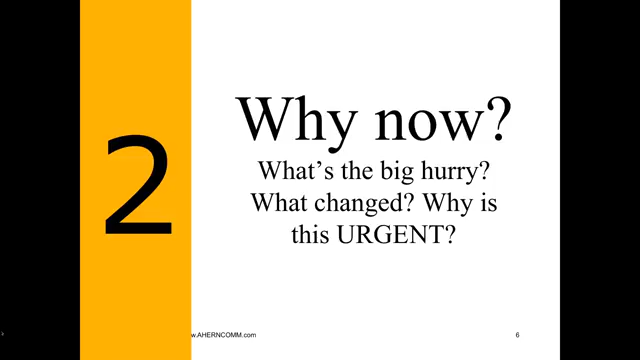 2
Why now?
What's the big hurry?
What changed? Why is
this URGENT?
w.AHERNCOMM.com
6